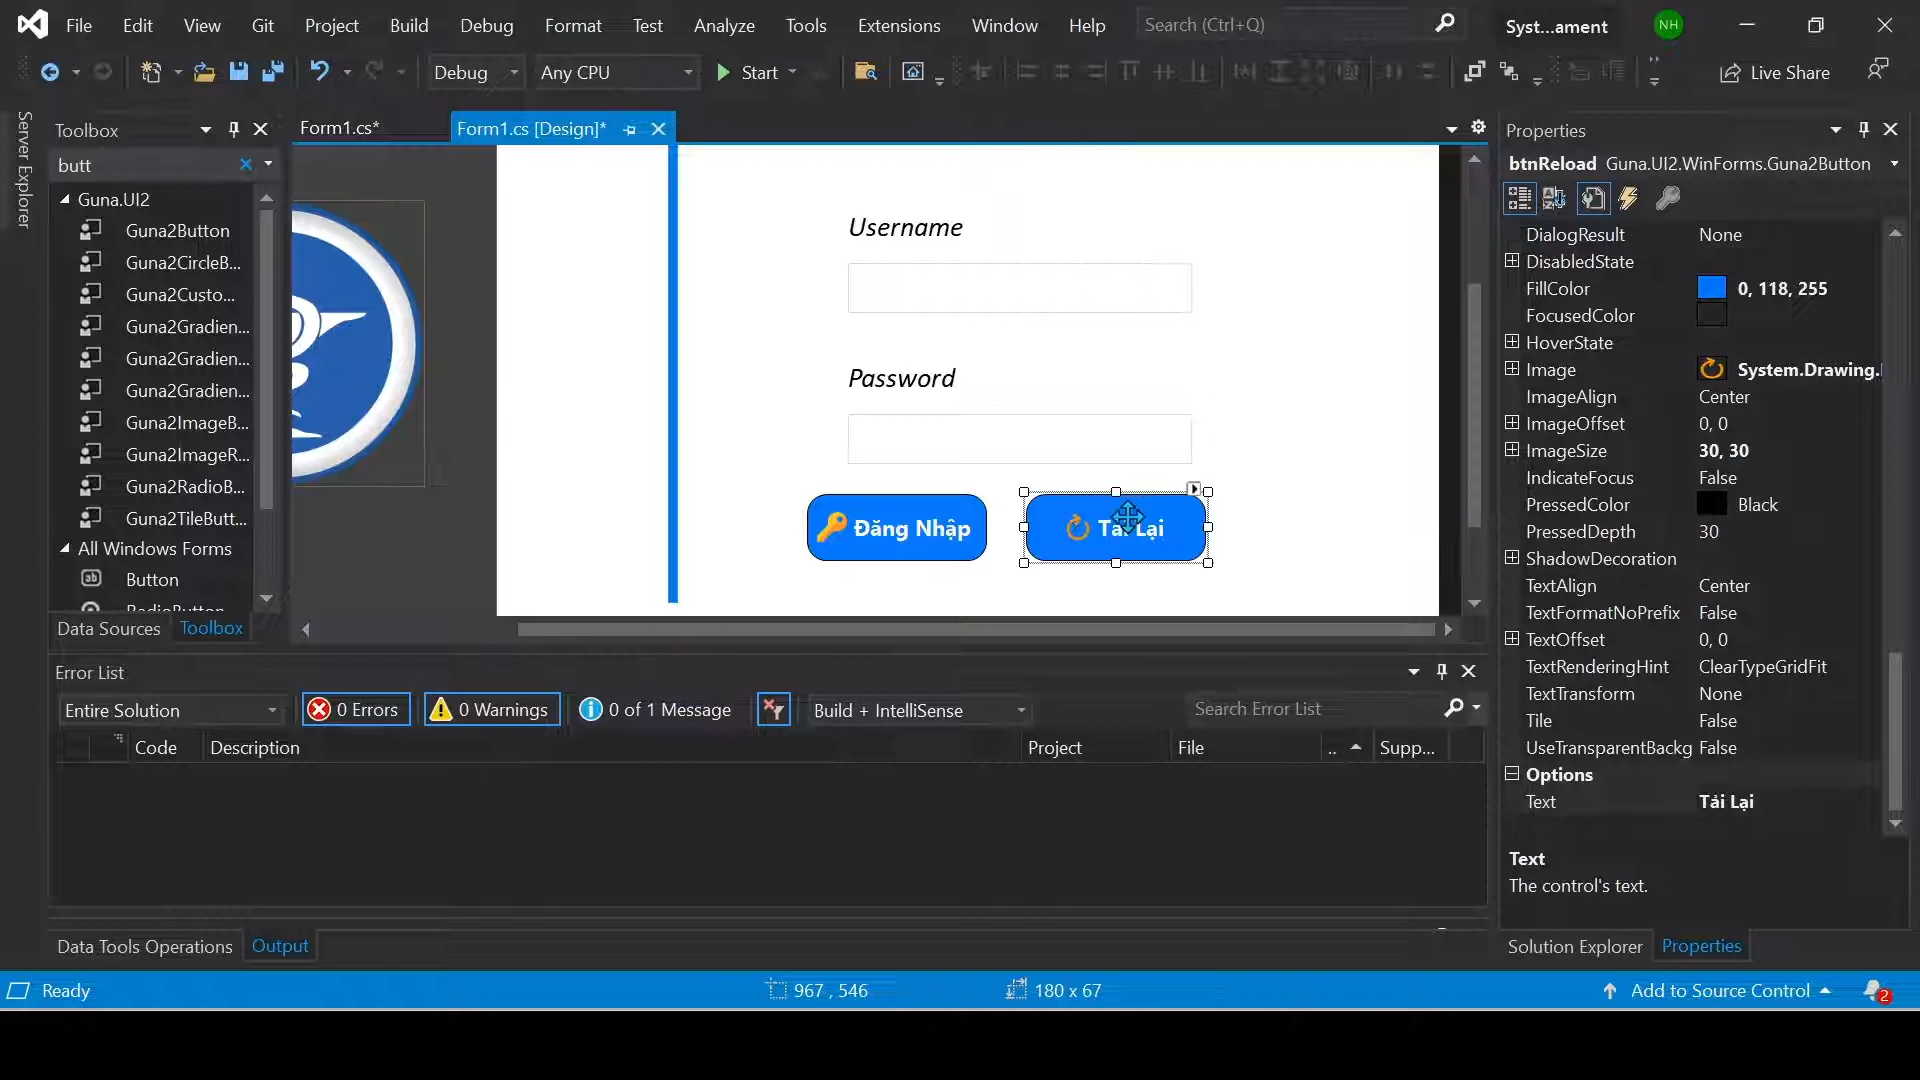 File Edit View Git Project Build Debug Format Test Analyze Tools Extensions Window Help Search (Ctrl+Q) Syst...ament NH
Debug Any CPU Start Live Share
Server Explorer
Toolbox
butt
Guna.UI2
Guna2Button
Guna2CircleB...
Guna2Custo...
Guna2Gradien...
Guna2Gradien...
Guna2Gradien...
Guna2ImageB...
Guna2ImageR...
Guna2RadioB...
Guna2TileButt...
All Windows Forms
Button
RadioButton
Data Sources Toolbox
Form1.cs* Form1.cs [Design]*
Username
Password
Đăng Nhập Tải Lại
Properties
btnReload Guna.UI2.WinForms.Guna2Button
DialogResult None
DisabledState
FillColor 0, 118, 255
FocusedColor
HoverState
Image System.Drawing.
ImageAlign Center
ImageOffset 0, 0
ImageSize 30, 30
IndicateFocus False
PressedColor Black
PressedDepth 30
ShadowDecoration
TextAlign Center
TextFormatNoPrefix False
TextOffset 0, 0
TextRenderingHint ClearTypeGridFit
TextTransform None
Tile False
UseTransparentBackg False
Options
Text Tải Lại
Text
The control's text.
Solution Explorer Properties
Error List
Entire Solution 0 Errors 0 Warnings 0 of 1 Message Build + IntelliSense Search Error List
Code Description Project File .. Supp...
Data Tools Operations Output
Ready 967 , 546 180 x 67 Add to Source Control 2